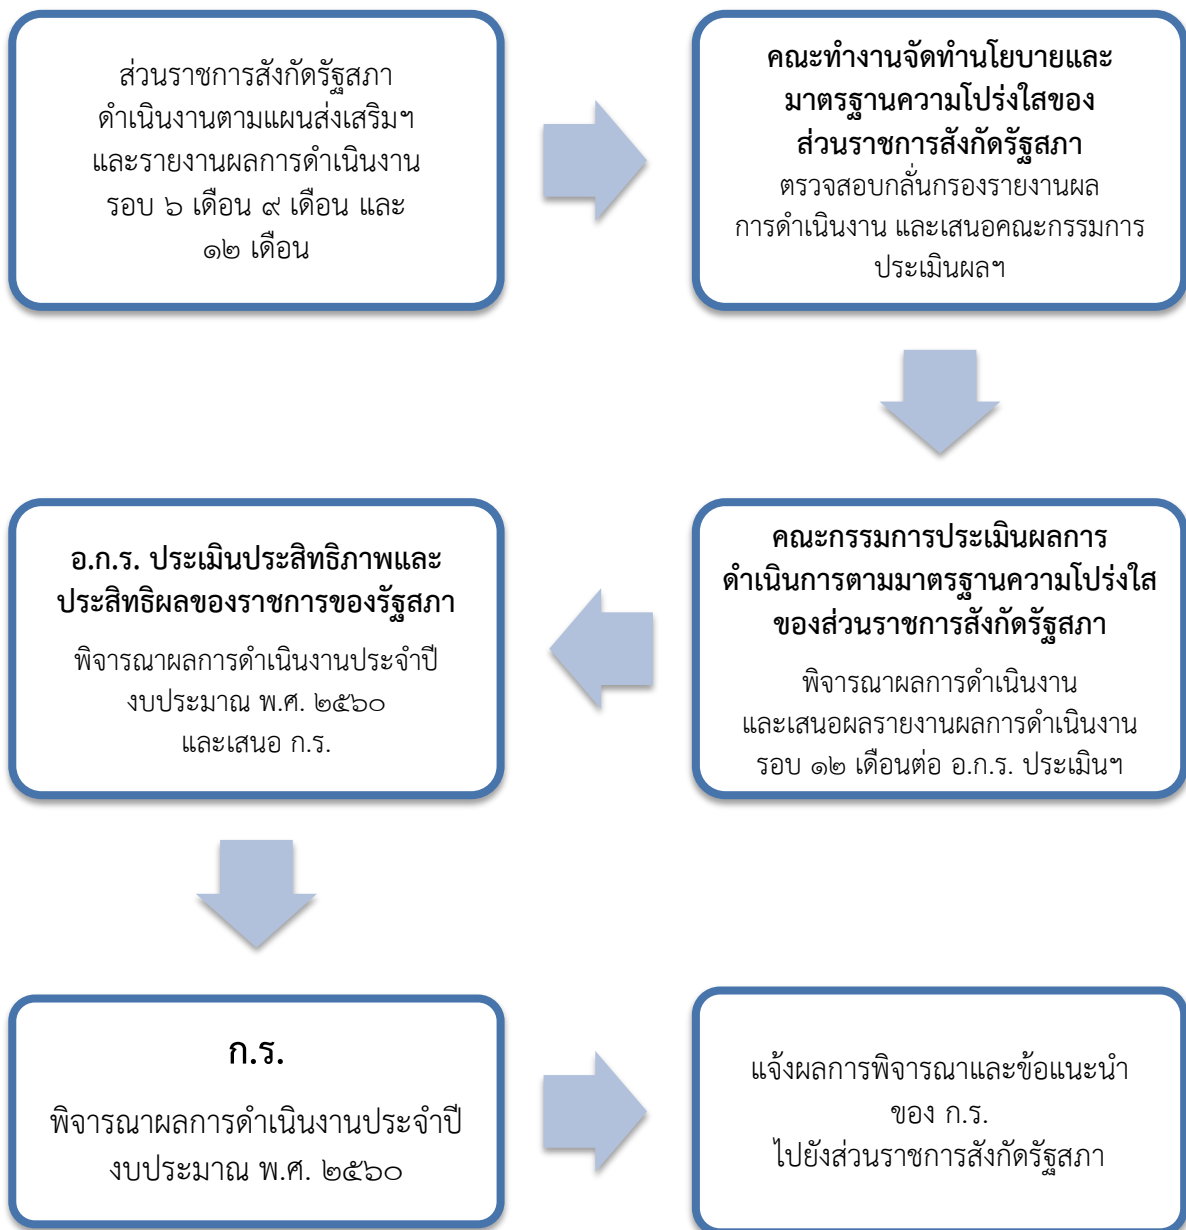 ส่วนราชการสังกัดรัฐสภา
ดำเนินงานตามแผนส่งเสริมฯ
และรายงานผลการดำเนินงาน
รอบ ๖ เดือน ๙ เดือน และ
๑๒ เดือน
คณะทำงานจัดทำนโยบายและ
มาตรฐานความโปร่งใสของ
ส่วนราชการสังกัดรัฐสภา
ตรวจสอบกลั่นกรองรายงานผล
การดำเนินงาน และเสนอคณะกรรมการ
ประเมินผลฯ
คณะกรรมการประเมินผลการ
ดำเนินการตามมาตรฐานความโปร่งใส
ของส่วนราชการสังกัดรัฐสภา
พิจารณาผลการดำเนินงาน
และเสนอผลรายงานผลการดำเนินงาน
รอบ ๑๒ เดือนต่อ อ.ก.ร. ประเมินฯ
อ.ก.ร. ประเมินประสิทธิภาพและ
ประสิทธิผลของราชการของรัฐสภา
พิจารณาผลการดำเนินงานประจำปี
งบประมาณ พ.ศ. ๒๕๖๐
และเสนอ ก.ร.
ก.ร.
พิจารณาผลการดำเนินงานประจำปี
งบประมาณ พ.ศ. ๒๕๖๐
แจ้งผลการพิจารณาและข้อแนะนำ
ของ ก.ร.
ไปยังส่วนราชการสังกัดรัฐสภา